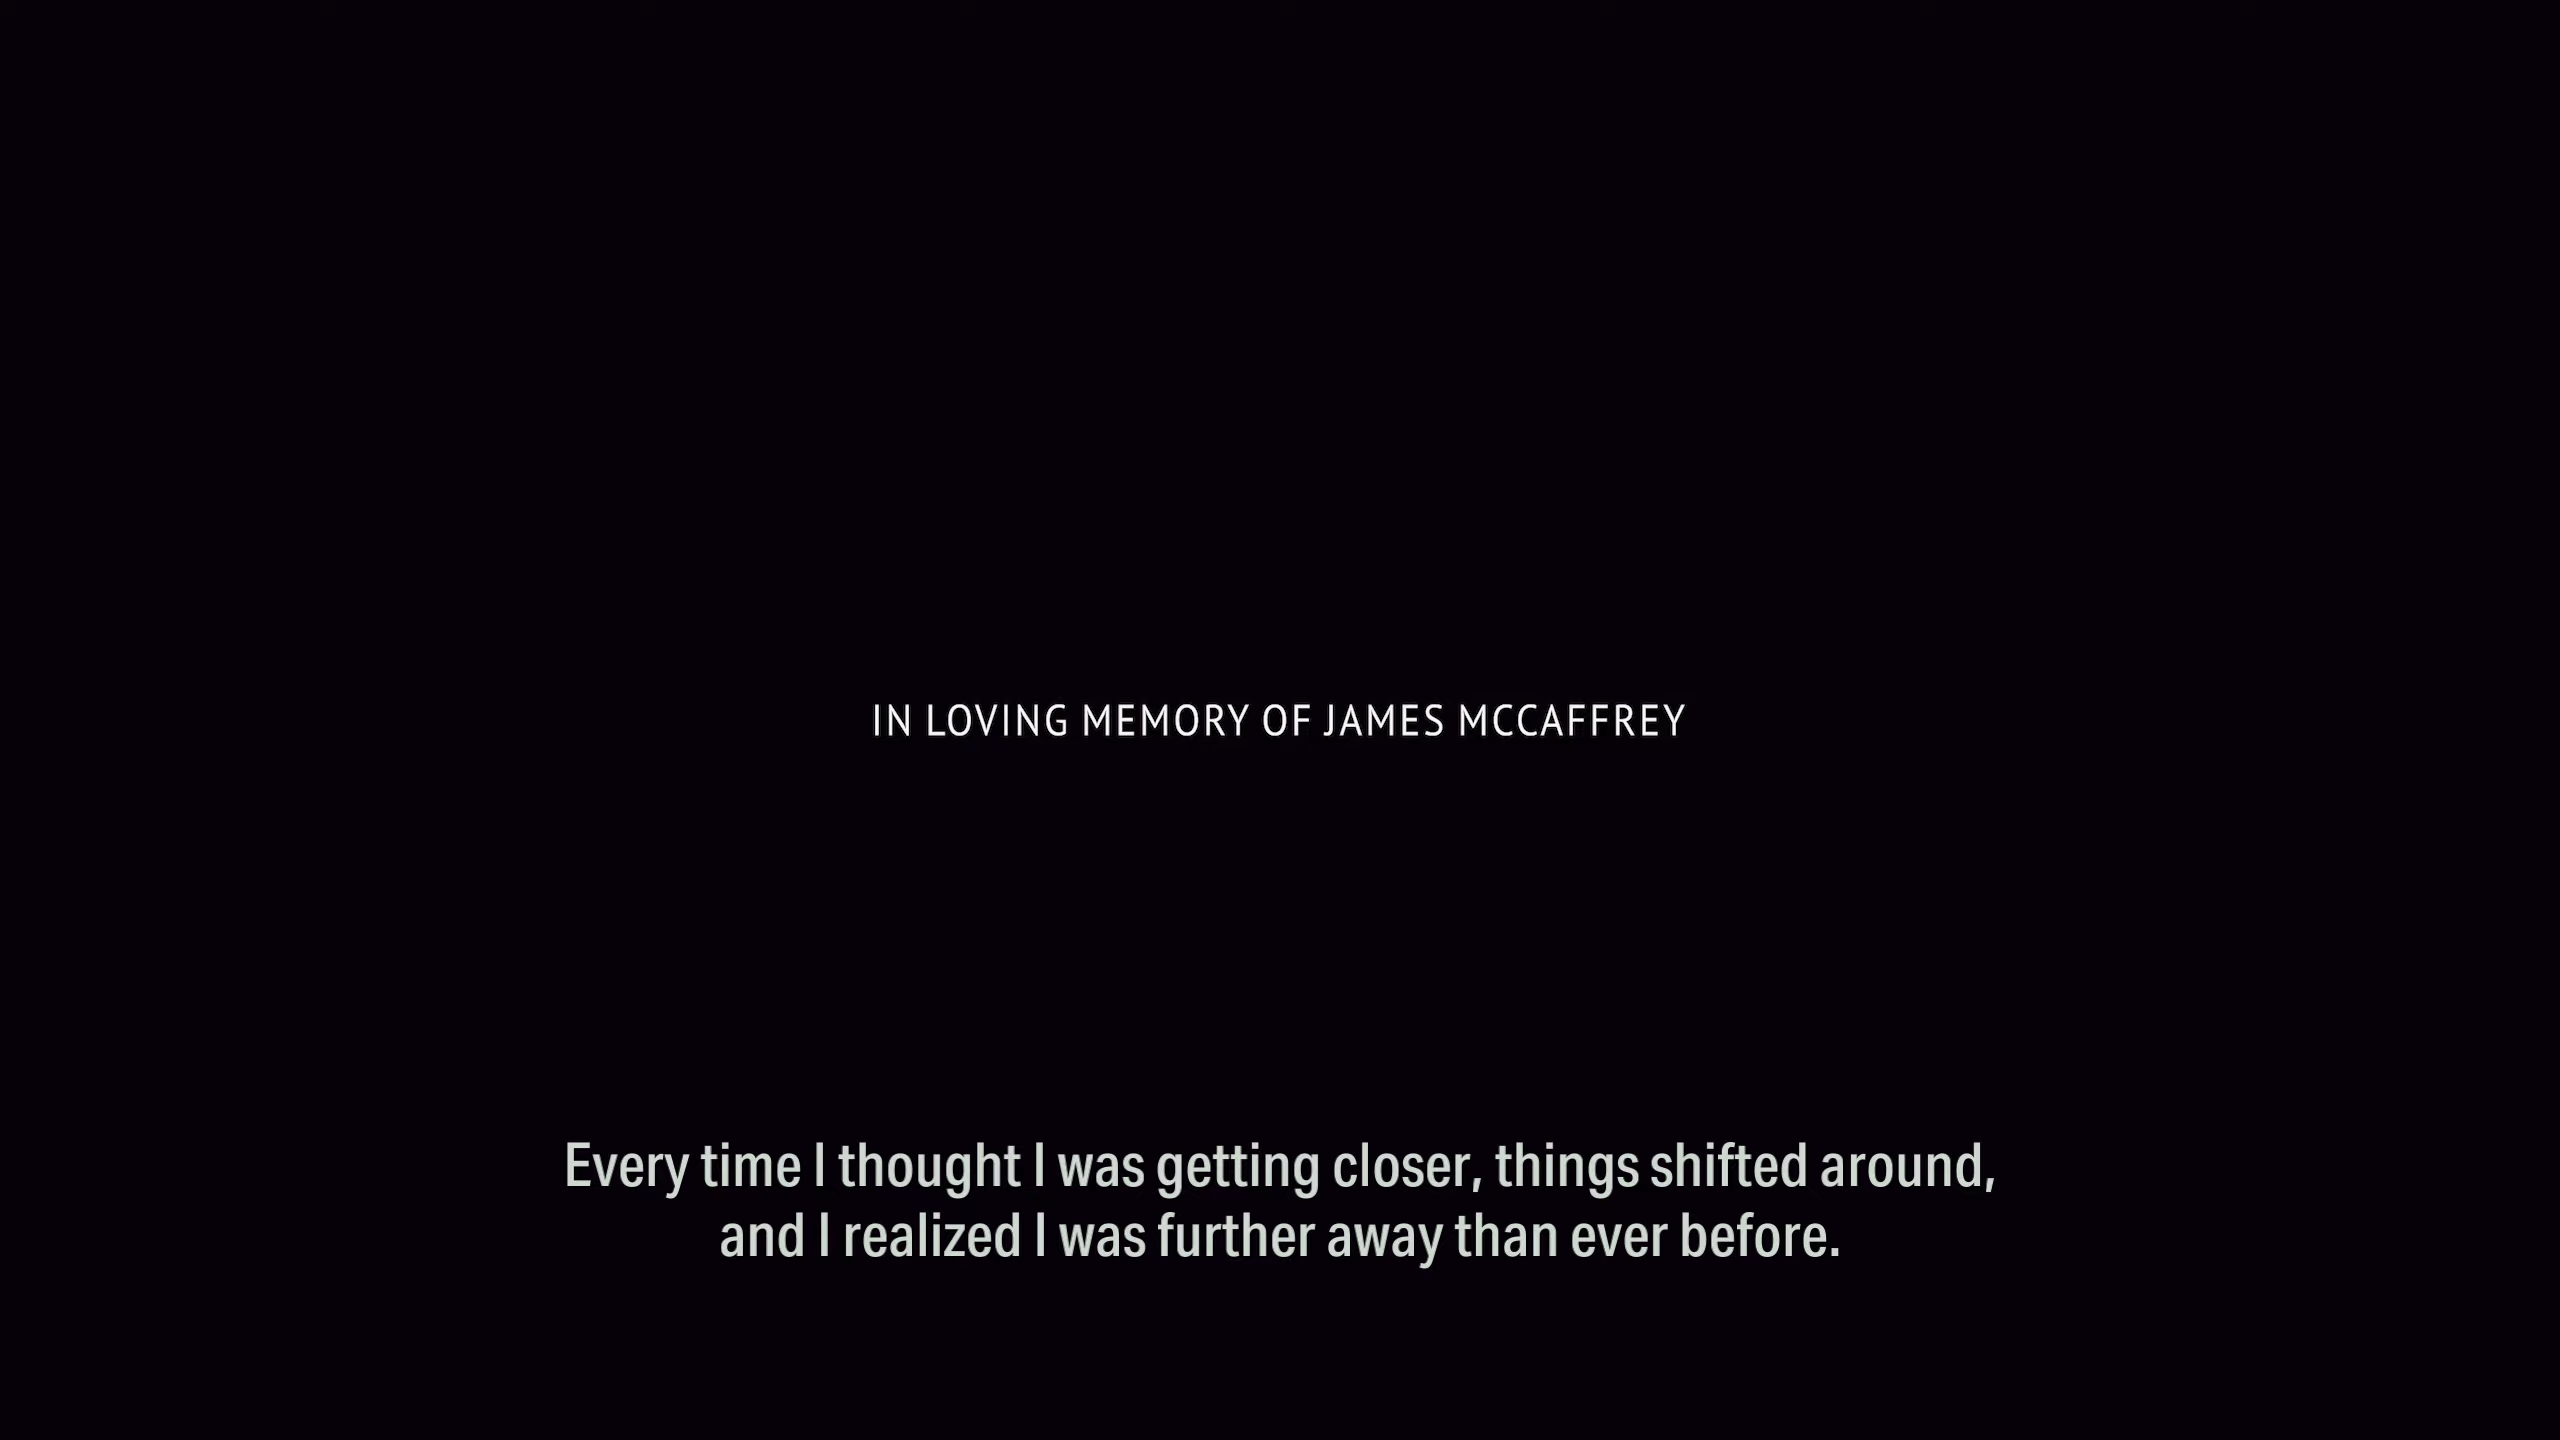 IN LOVING MEMORY OF JAMES MCCAFFREY
Every time I thought I was getting closer, things shifted around,
and I realized I was further away than ever before.